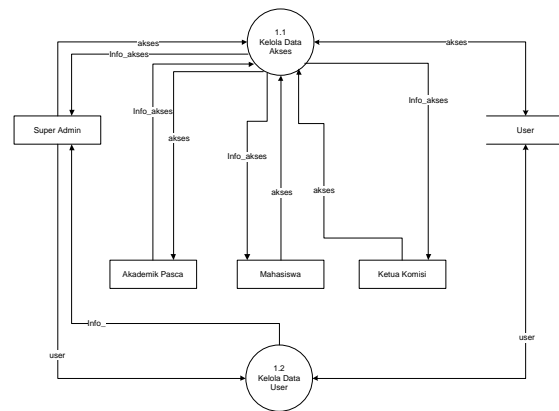 1.1
Kelola Data
Akses
akses
akses
Info_akses
Info_akses
Info_akses
akses
Super Admin
User
Info_akses
akses
akses
akses
Akademik Pasca
Mahasiswa
Ketua Komisi
Info_
user
user
1.2
Kelola Data
User